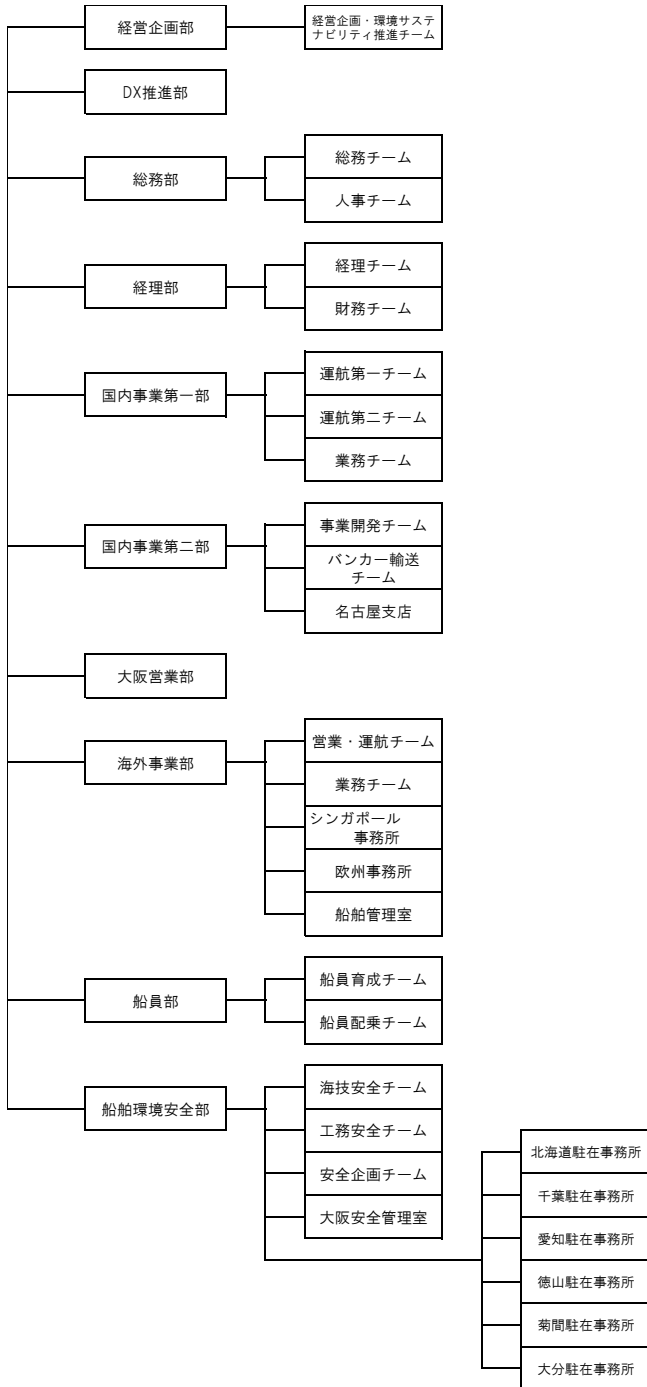 経営企画部
経営企画・環境サステ
ナビリティ推進チーム
DX推進部
総務部
総務チーム
人事チーム
経理部
経理チーム
財務チーム
国内事業第一部
運航第一チーム
運航第二チーム
業務チーム
国内事業第二部
事業開発チーム
バンカー輸送
チーム
名古屋支店
大阪営業部
海外事業部
営業・運航チーム
業務チーム
シンガポール
事務所
欧州事務所
船舶管理室
船員部
船員育成チーム
船員配乗チーム
船舶環境安全部
海技安全チーム
工務安全チーム
安全企画チーム
大阪安全管理室
北海道駐在事務所
千葉駐在事務所
愛知駐在事務所
徳山駐在事務所
菊間駐在事務所
大分駐在事務所